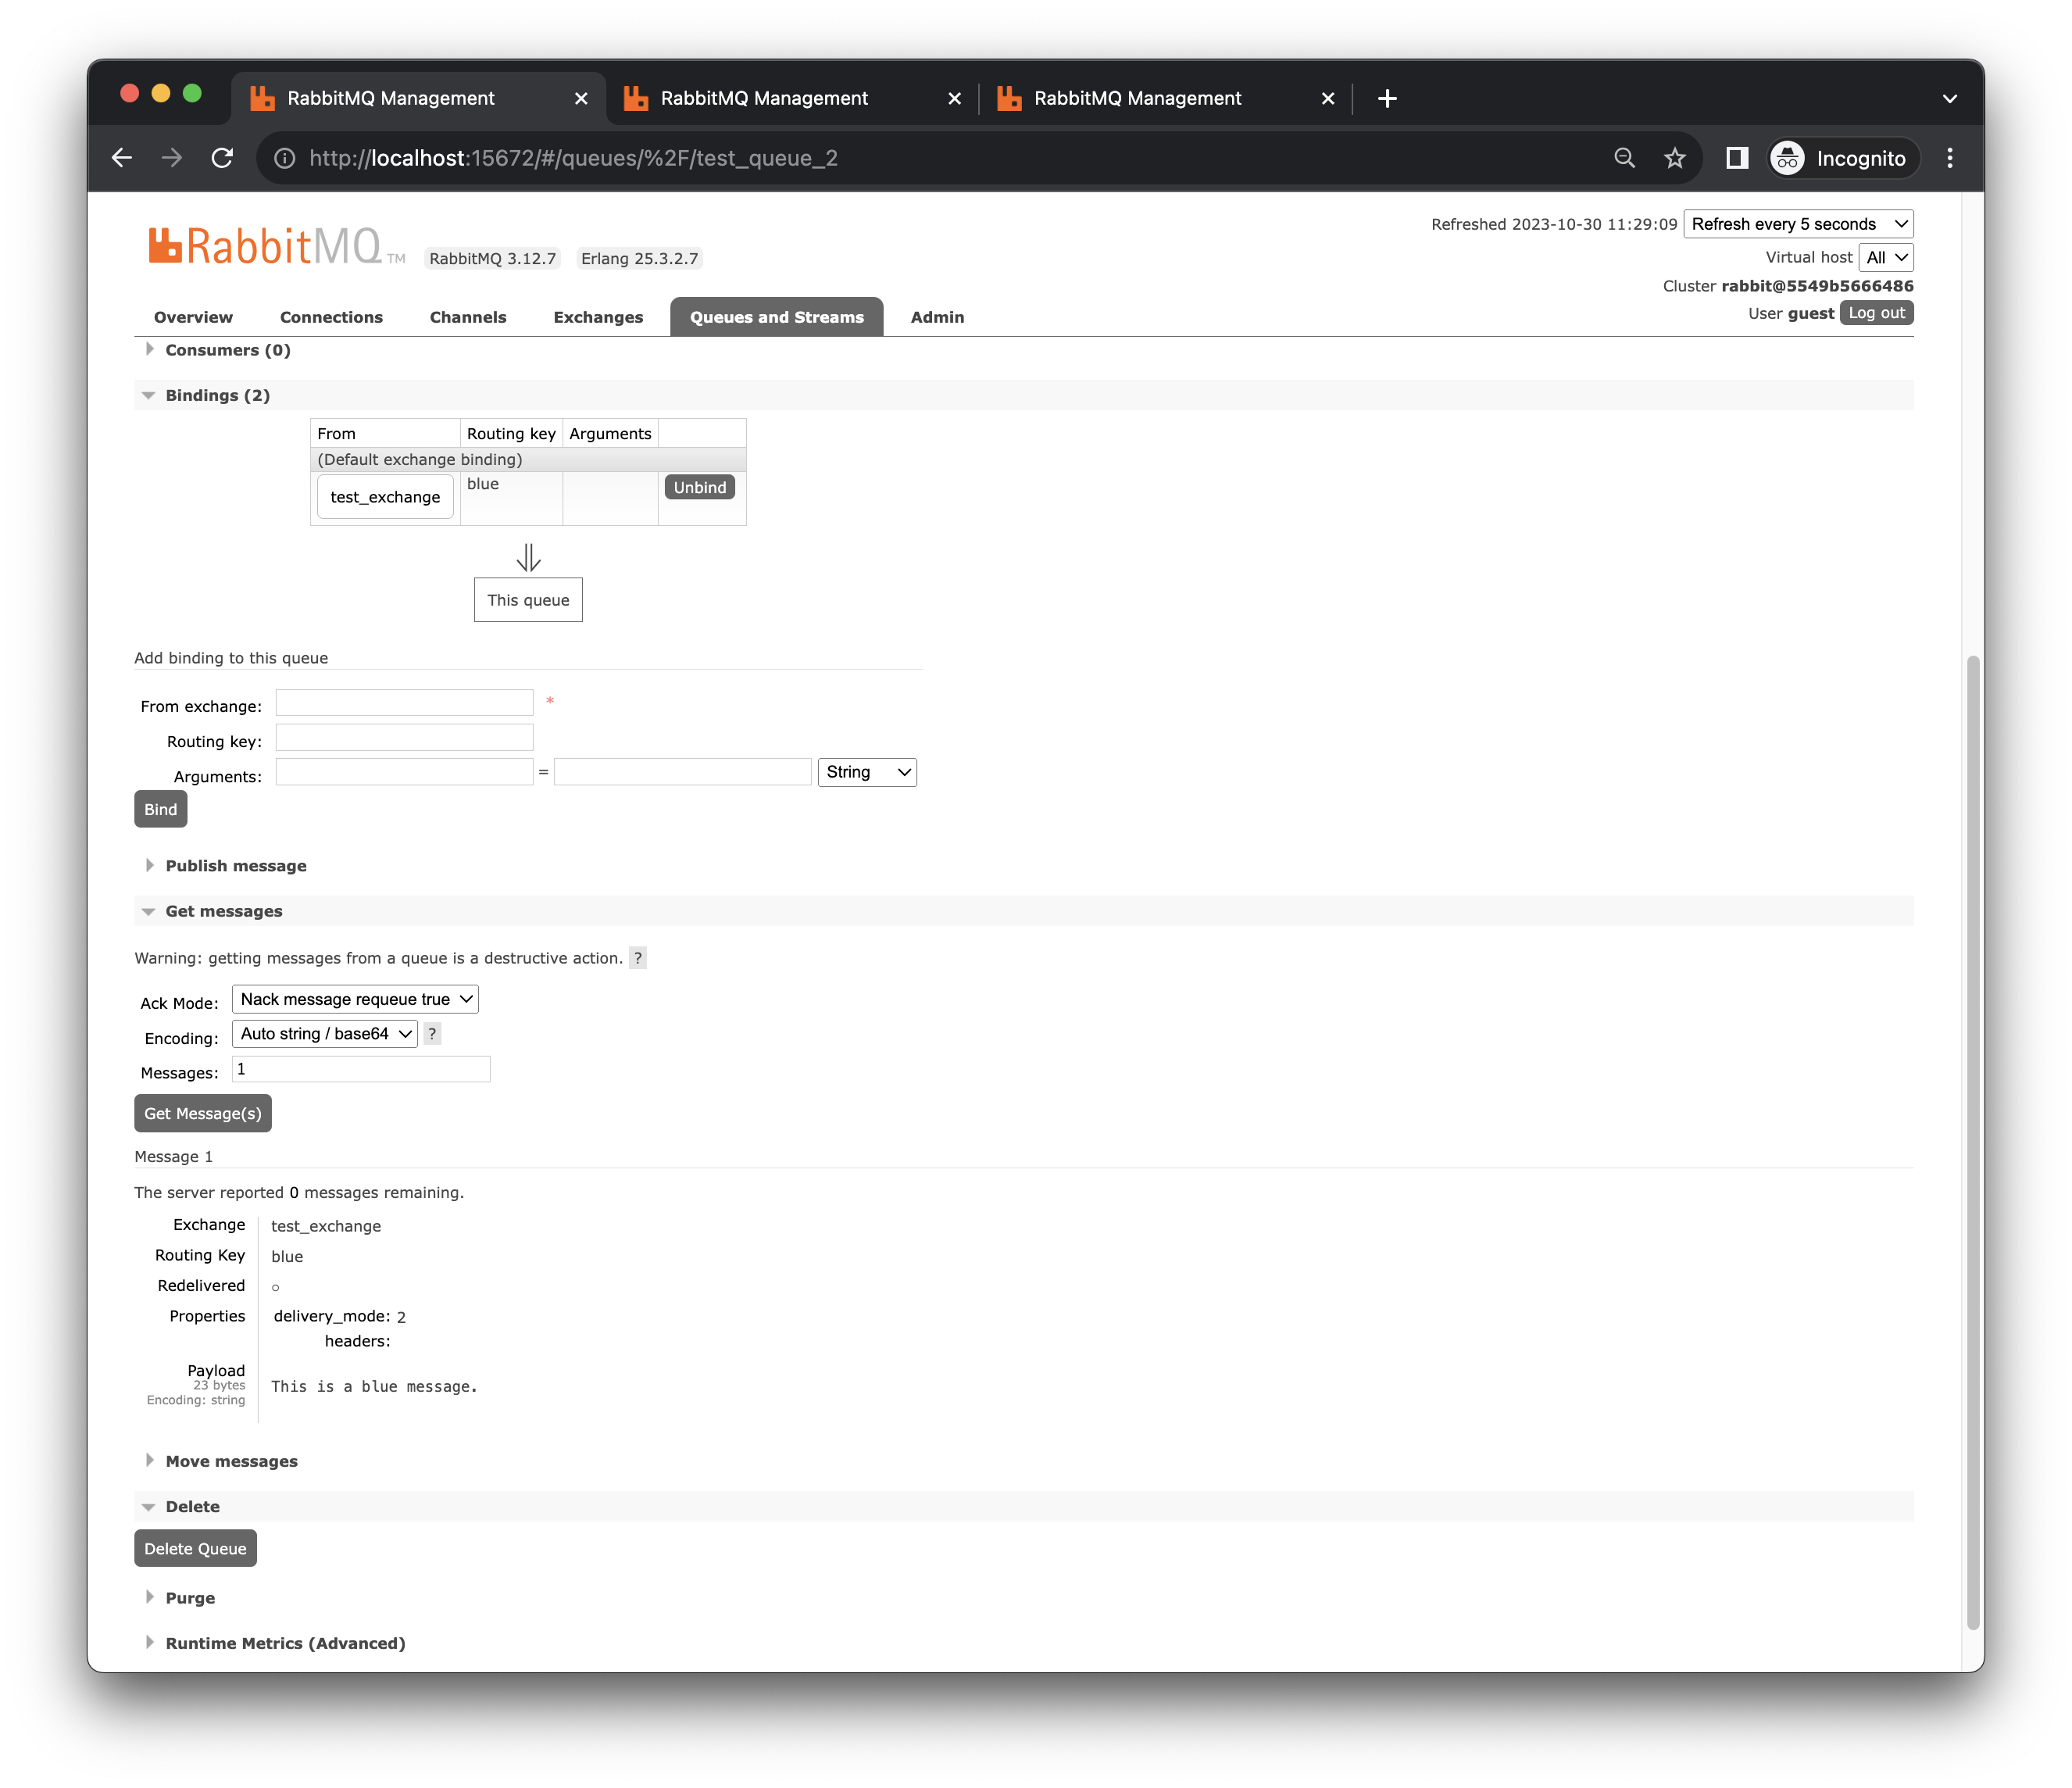 RabbitMQ Management
RabbitMQ Management
RabbitMQ Management
http://localhost:15672/#/queues/%2F/test_queue_2
Incognito
RabbitMQ TM
RabbitMQ 3.12.7
Erlang 25.3.2.7
Refreshed 2023-10-30 11:29:09 Refresh every 5 seconds
Virtual host All
Cluster rabbit@5549b5666486
User guest Log out
Overview Connections Channels Exchanges Queues and Streams Admin
Consumers (0)
Bindings (2)
From Routing key Arguments
(Default exchange binding)
test_exchange blue Unbind
⇓
This queue
Add binding to this queue
From exchange: *
Routing key:
Arguments: = String
Bind
Publish message
Get messages
Warning: getting messages from a queue is a destructive action. ?
Ack Mode: Nack message requeue true
Encoding: Auto string / base64 ?
Messages: 1
Get Message(s)
Message 1
The server reported 0 messages remaining.
Exchange test_exchange
Routing Key blue
Redelivered ○
Properties delivery_mode: 2
headers:
Payload
23 bytes
Encoding: string
This is a blue message.
Move messages
Delete
Delete Queue
Purge
Runtime Metrics (Advanced)